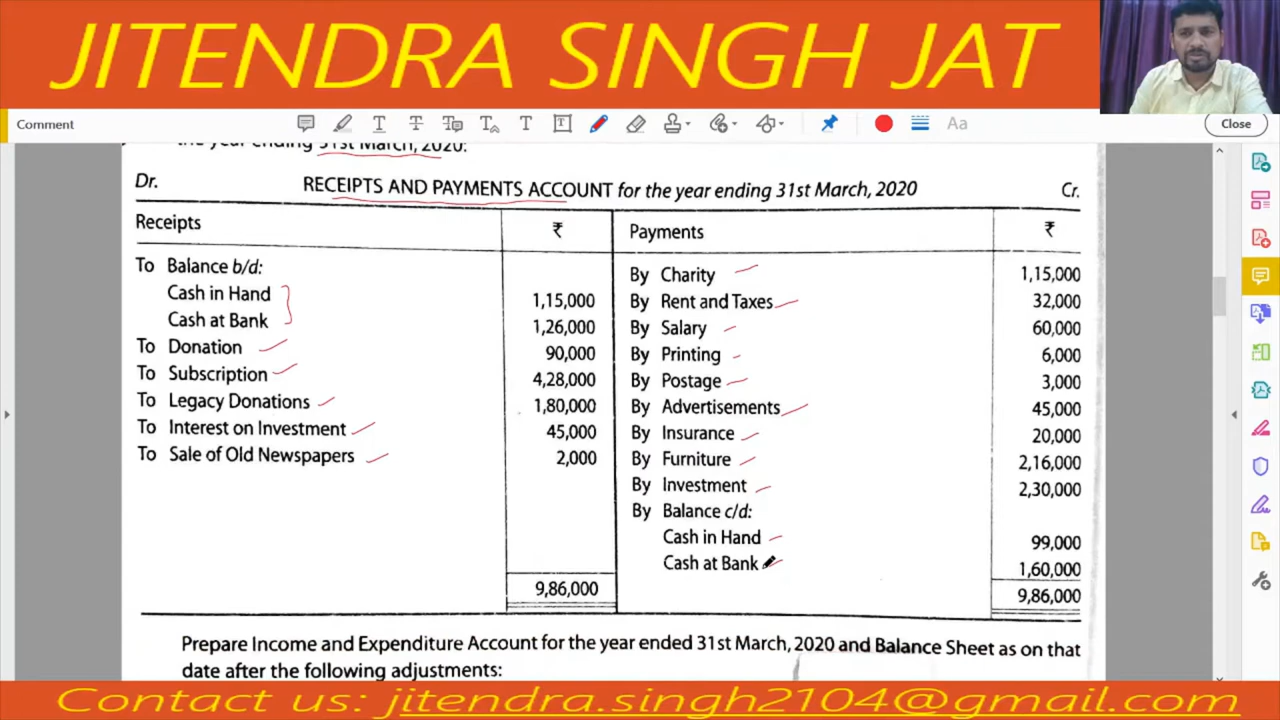 JITENDRA SINGH JAT
Comment
T T T T T Aa
Close
the year ending 31st March, 2020:
Dr. RECEIPTS AND PAYMENTS ACCOUNT for the year ending 31st March, 2020 Cr.
Receipts ₹ Payments ₹
To Balance b/d: By Charity 1,15,000
Cash in Hand 1,15,000 By Rent and Taxes 32,000
Cash at Bank 1,26,000 By Salary 60,000
To Donation 90,000 By Printing 6,000
To Subscription 4,28,000 By Postage 3,000
To Legacy Donations 1,80,000 By Advertisements 45,000
To Interest on Investment 45,000 By Insurance 20,000
To Sale of Old Newspapers 2,000 By Furniture 2,16,000
By Investment 2,30,000
By Balance c/d:
Cash in Hand 99,000
Cash at Bank 1,60,000
9,86,000 9,86,000
Prepare Income and Expenditure Account for the year ended 31st March, 2020 and Balance Sheet as on that
date after the following adjustments:
Contact us: jitendra.singh2104@gmail.com